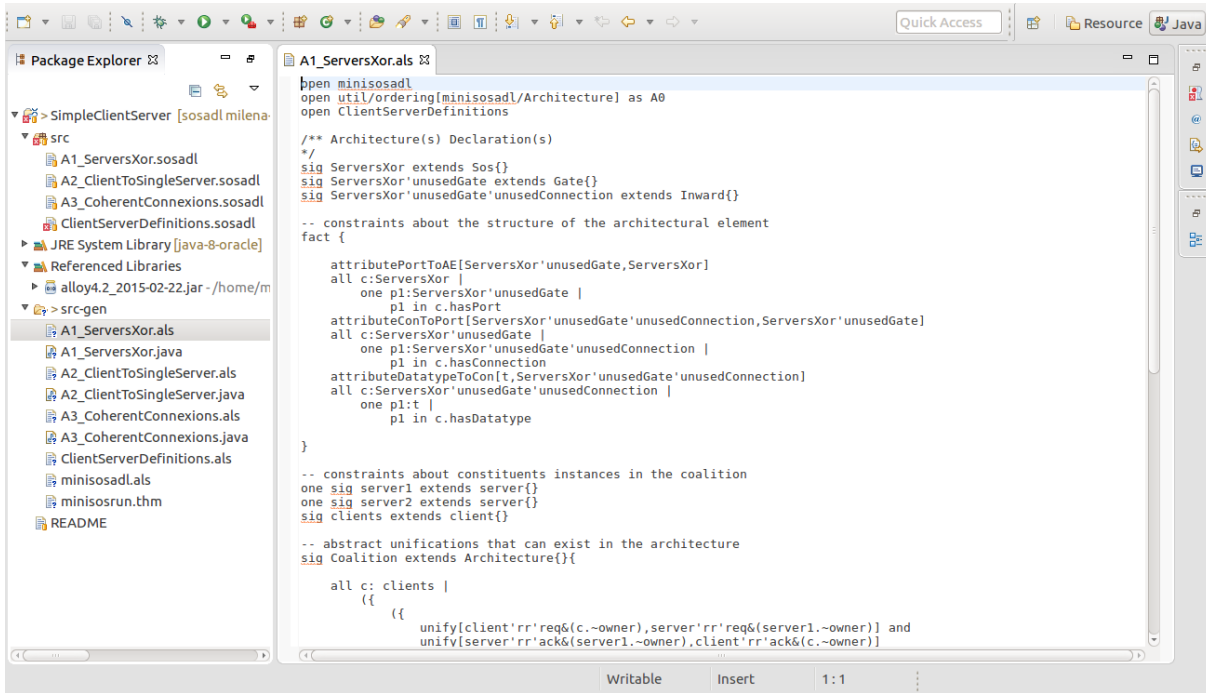 Quick Access
Resource
Java
Package Explorer
A1_ServersXor.als
> SimpleClientServer [sosadl milena-
src
A1_ServersXor.sosadl
A2_ClientToSingleServer.sosadl
A3_CoherentConnexions.sosadl
ClientServerDefinitions.sosadl
JRE System Library [java-8-oracle]
Referenced Libraries
alloy4.2_2015-02-22.jar - /home/m
> src-gen
A1_ServersXor.als
A1_ServersXor.java
A2_ClientToSingleServer.als
A2_ClientToSingleServer.java
A3_CoherentConnexions.als
A3_CoherentConnexions.java
ClientServerDefinitions.als
minisosadl.als
minisosrun.thm
README
open minisosadl
open util/ordering[minisosadl/Architecture] as A0
open ClientServerDefinitions
/** Architecture(s) Declaration(s)
*/
sig ServersXor extends Sos{}
sig ServersXor'unusedGate extends Gate{}
sig ServersXor'unusedGate'unusedConnection extends Inward{}
-- constraints about the structure of the architectural element
fact {
attributePortToAE[ServersXor'unusedGate,ServersXor]
all c:ServersXor |
one p1:ServersXor'unusedGate |
p1 in c.hasPort
attributeConToPort[ServersXor'unusedGate'unusedConnection,ServersXor'unusedGate]
all c:ServersXor'unusedGate |
one p1:ServersXor'unusedGate'unusedConnection |
p1 in c.hasConnection
attributeDatatypeToCon[t,ServersXor'unusedGate'unusedConnection]
all c:ServersXor'unusedGate'unusedConnection |
one p1:t |
p1 in c.hasDatatype
}
-- constraints about constituents instances in the coalition
one sig server1 extends server{}
one sig server2 extends server{}
sig clients extends client{}
-- abstract unifications that can exist in the architecture
sig Coalition extends Architecture{}{
all c: clients |
({
({
unify[client'rr'req&(c.~owner),server'rr'req&(server1.~owner)] and
unify[server'rr'ack&(server1.~owner),client'rr'ack&(c.~owner)]
Writable
Insert
1 : 1